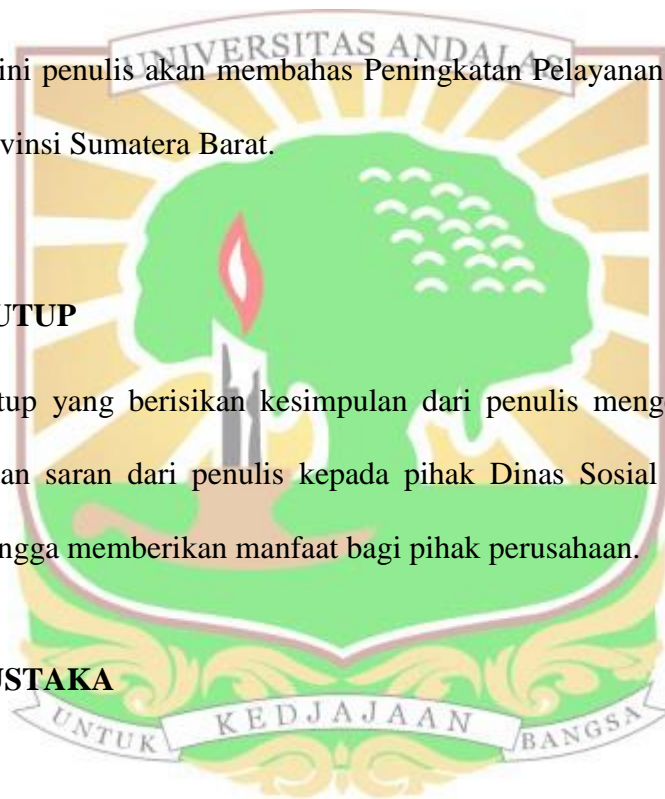 UNIVERSITAS ANDALAS
ini penulis akan membahas Peningkatan Pelayanan
vinsi Sumatera Barat.
UTUP
tup yang berisikan kesimpulan dari penulis meng
an saran dari penulis kepada pihak Dinas Sosial
ngga memberikan manfaat bagi pihak perusahaan.
USTAKA
UNTUK KEDJAJAAN BANGSA